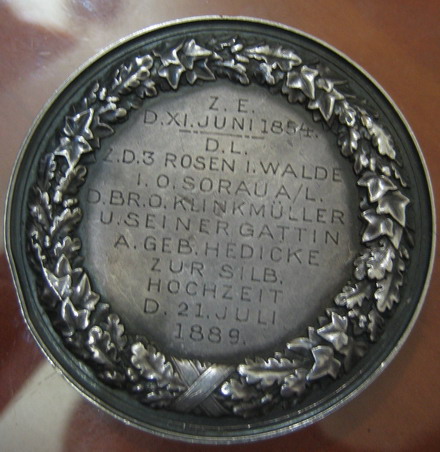 Z. E.
D. XI. JUNI 1854.
D. L.
Z. D. 3 ROSEN I. WALDE
I. O. SORAU A/L.
D. BR. O. KLINKMÜLLER
U. SEINER GATTIN
A. GEB. HEDICKE
ZUR SILB.
HOCHZEIT
D. 21. JULI
1889.